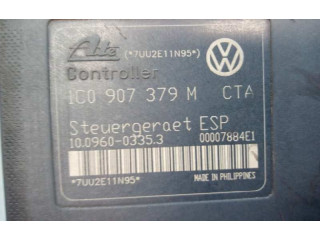 Ate (*7UU2E11N95*)
Controller
1C0 907 379 M CTA
Steuergeraet ESP
10.0960-0335.3 00007884E1
*7UU2E11N95*
MADE IN PHILIPPINES